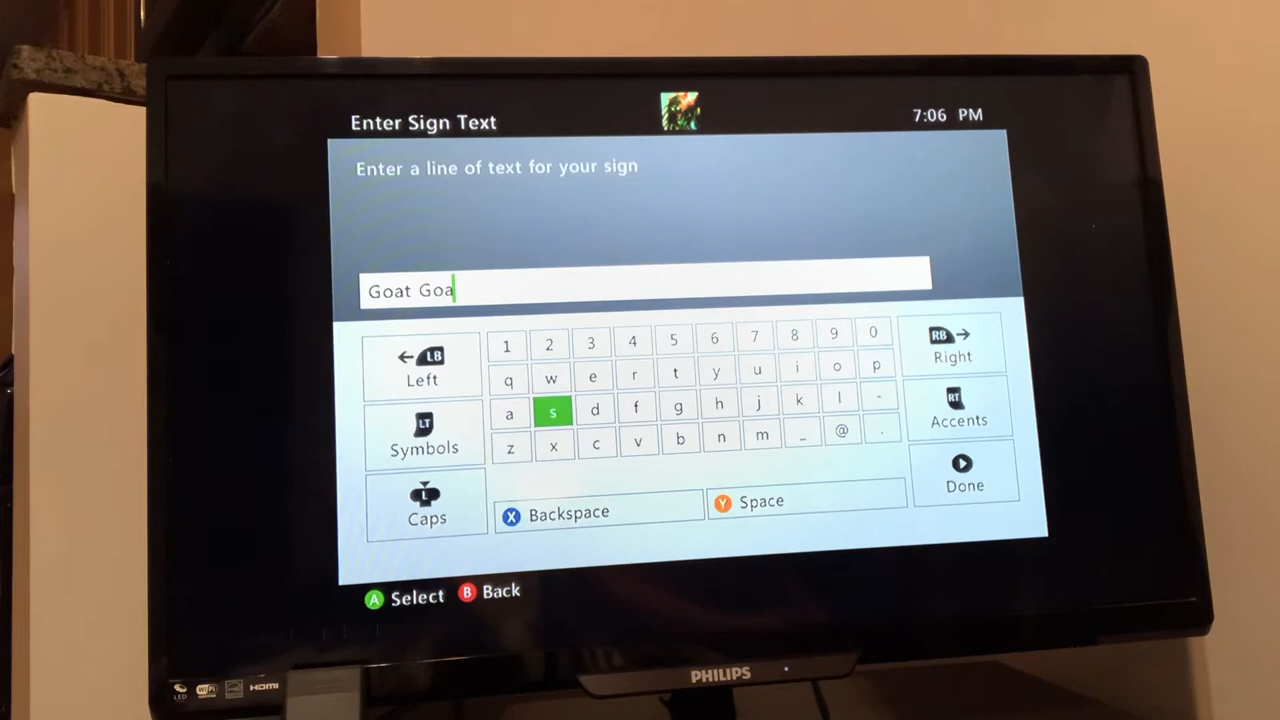 Enter Sign Text
7:06 PM
Enter a line of text for your sign
Goat Goa
LB
Left
1 2 3 4 5 6 7 8 9 0
RB
Right
q w e r t y u i o p
LT
Symbols
a s d f g h j k l -
RT
Accents
z x c v b n m _ @ .
L
Caps
X Backspace
Y Space
Done
A Select B Back
PHILIPS
LED
WiFi
HDMI